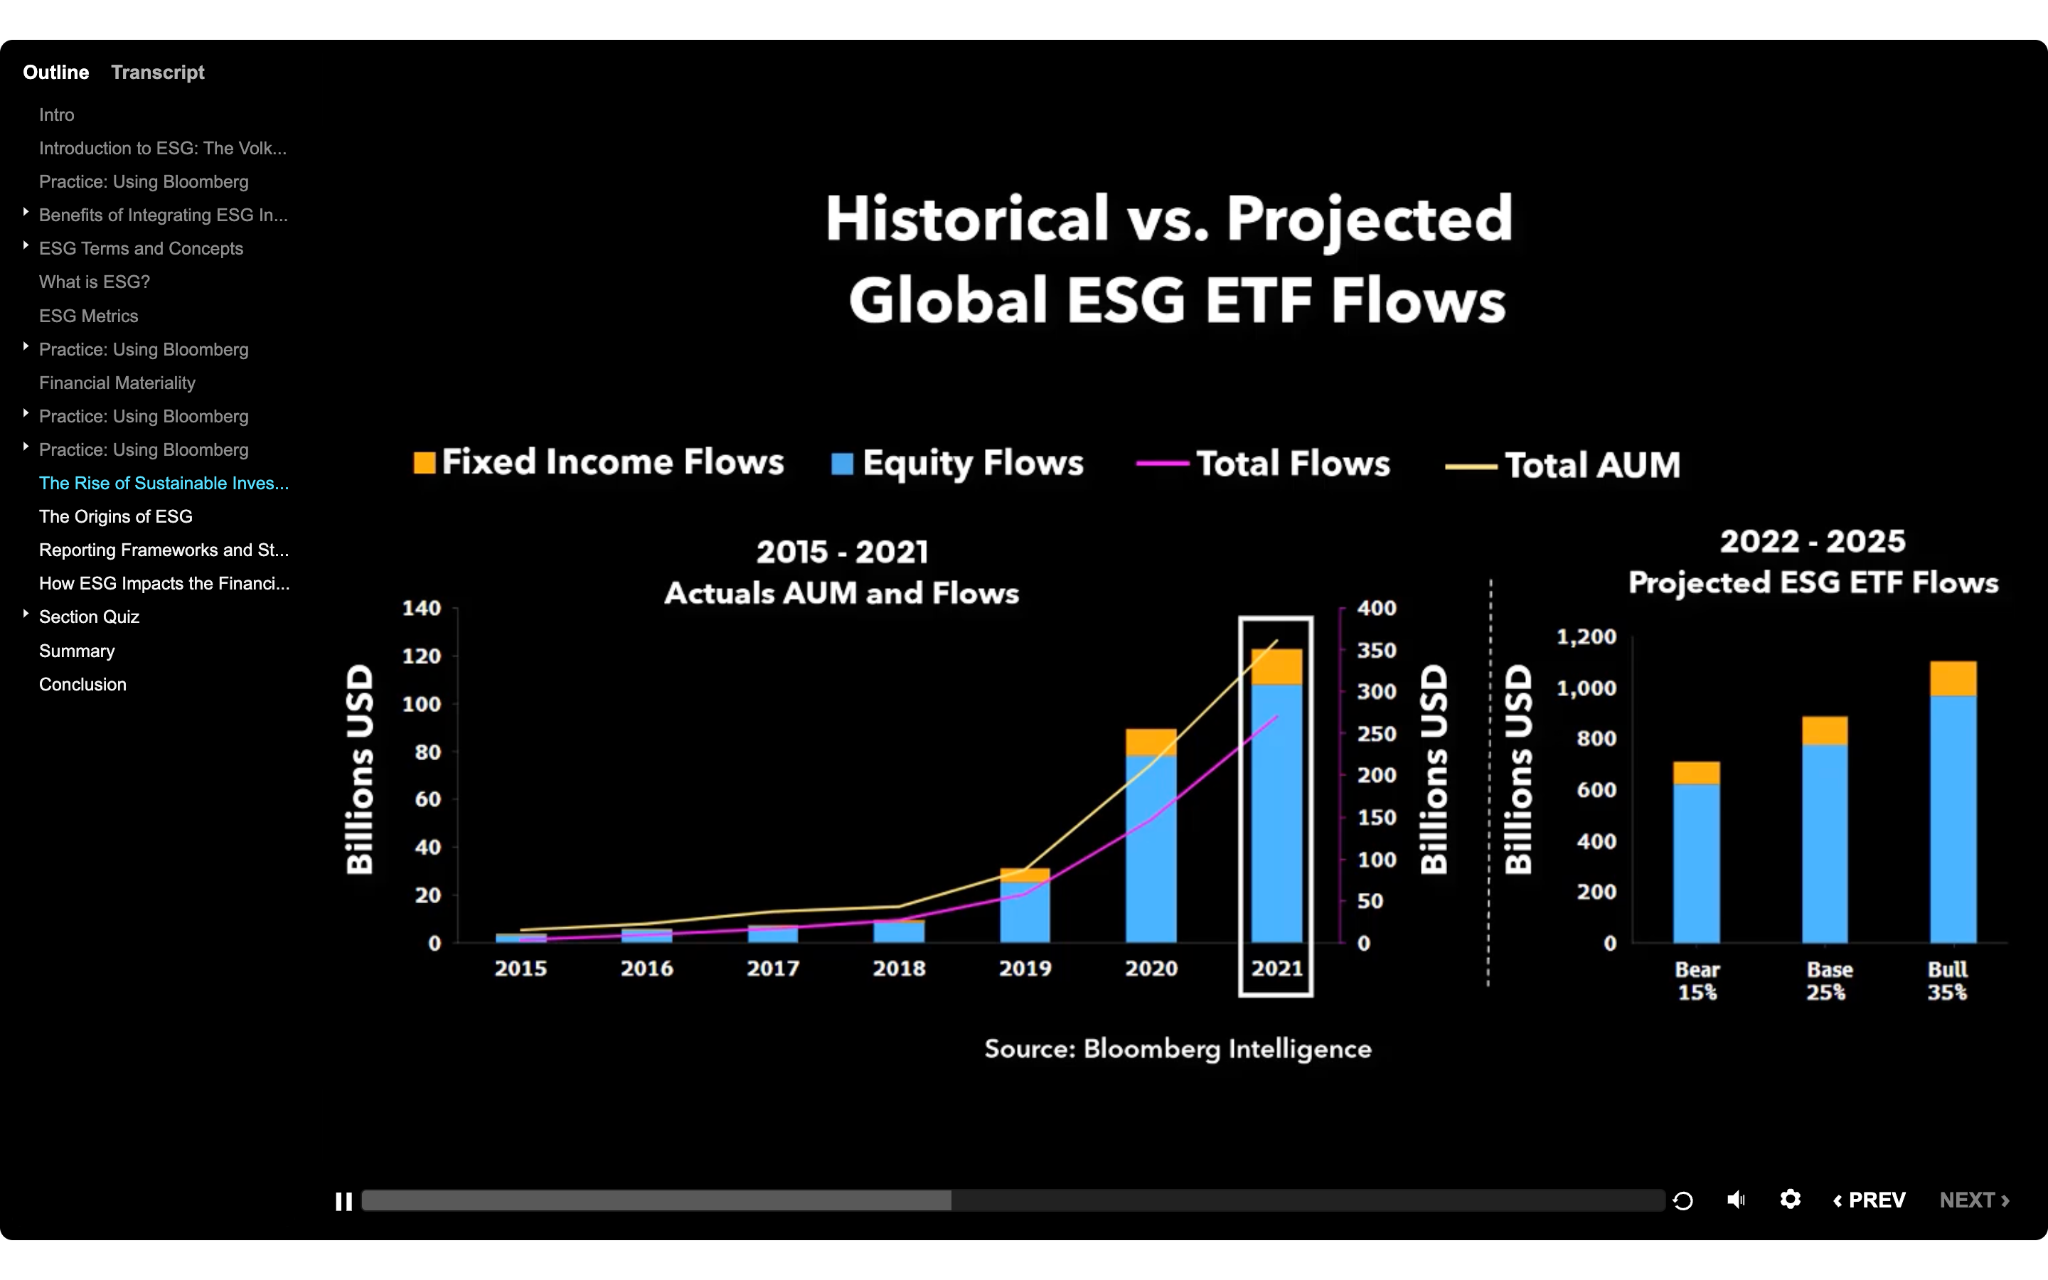 Outline Transcript
Intro
Introduction to ESG: The Volk...
Practice: Using Bloomberg
Benefits of Integrating ESG In...
ESG Terms and Concepts
What is ESG?
ESG Metrics
Practice: Using Bloomberg
Financial Materiality
Practice: Using Bloomberg
Practice: Using Bloomberg
The Rise of Sustainable Inves...
The Origins of ESG
Reporting Frameworks and St...
How ESG Impacts the Financi...
Section Quiz
Summary
Conclusion
Historical vs. Projected
Global ESG ETF Flows
Fixed Income Flows Equity Flows Total Flows Total AUM
2015 - 2021
Actuals AUM and Flows
Billions USD
140
120
100
80
60
40
20
0
2015 2016 2017 2018 2019 2020 2021
400
350
300
250
200
150
100
50
0
Billions USD
2022 - 2025
Projected ESG ETF Flows
Billions USD
1,200
1,000
800
600
400
200
0
Bear Base Bull
15% 25% 35%
Source: Bloomberg Intelligence
‹ PREV NEXT ›